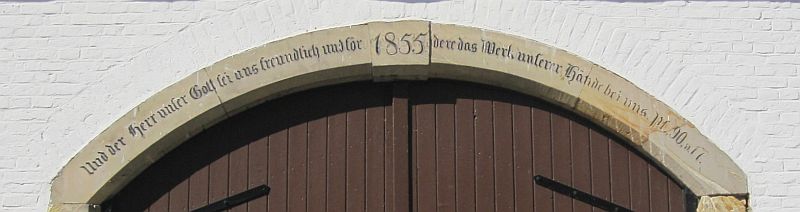 Und der Herr unser Gott sei uns freundlich und för 1855 dere das Werk unserer Hände bei uns. Ps. 90. v. 17.